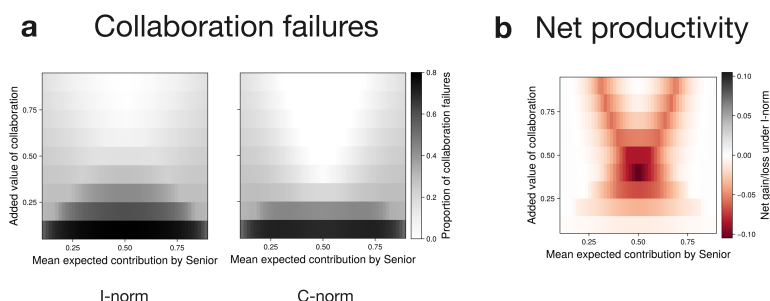 a Collaboration failures
b Net productivity
Added value of collaboration
0.75
0.50
0.25
0.25 0.50 0.75
Mean expected contribution by Senior
I-norm
0.25 0.50 0.75
Mean expected contribution by Senior
C-norm
0.8
0.6
0.4
0.2
0.0
Proportion of collaboration failures
Added value of collaboration
0.75
0.50
0.25
0.25 0.50 0.75
Mean expected contribution by Senior
0.10
0.05
0.00
−0.05
−0.10
Net gain/loss under I-norm